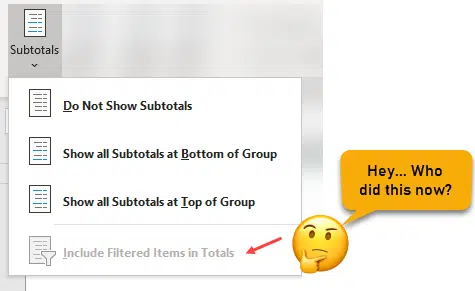 Subtotals
Do Not Show Subtotals
Show all Subtotals at Bottom of Group
Show all Subtotals at Top of Group
Include Filtered Items in Totals
Hey... Who
did this now?